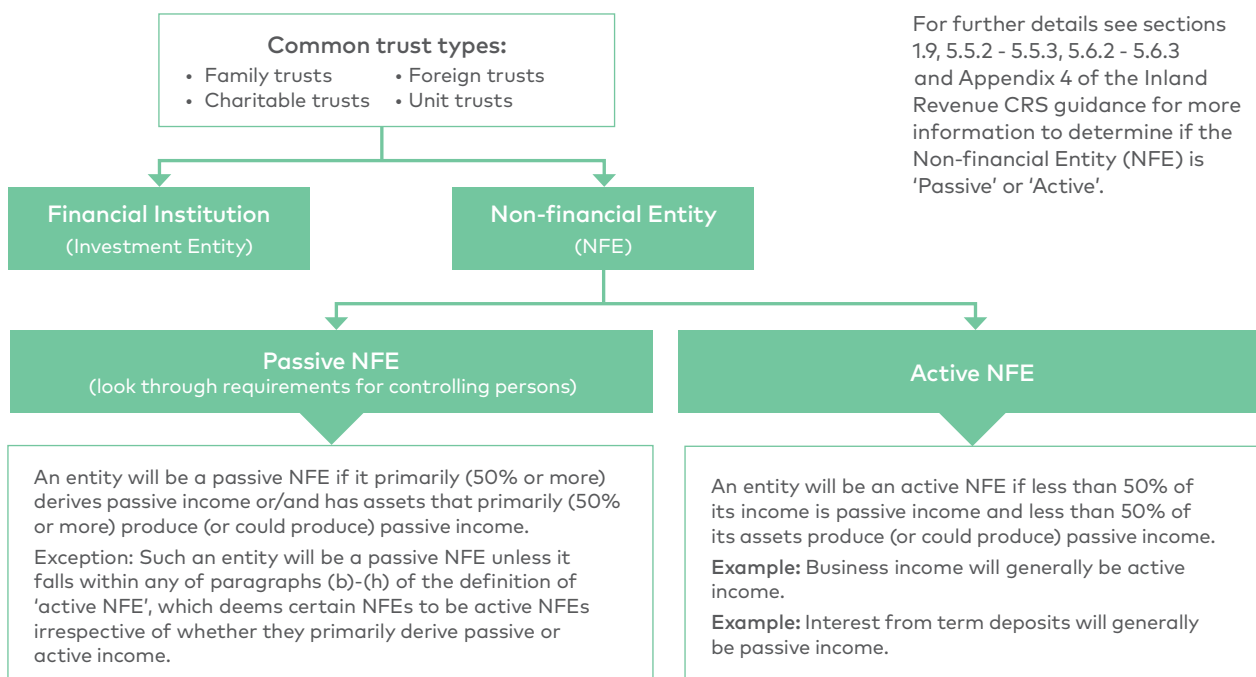 Common trust types:
• Family trusts • Foreign trusts
• Charitable trusts • Unit trusts
For further details see sections
1.9, 5.5.2 - 5.5.3, 5.6.2 - 5.6.3
and Appendix 4 of the Inland
Revenue CRS guidance for more
information to determine if the
Non-financial Entity (NFE) is
‘Passive’ or ‘Active’.
Financial Institution
(Investment Entity)
Non-financial Entity
(NFE)
Passive NFE
(look through requirements for controlling persons)
Active NFE
An entity will be a passive NFE if it primarily (50% or more)
derives passive income or/and has assets that primarily (50%
or more) produce (or could produce) passive income.
Exception: Such an entity will be a passive NFE unless it
falls within any of paragraphs (b)-(h) of the definition of
‘active NFE’, which deems certain NFEs to be active NFEs
irrespective of whether they primarily derive passive or
active income.
An entity will be an active NFE if less than 50% of
its income is passive income and less than 50% of
its assets produce (or could produce) passive income.
Example: Business income will generally be active
income.
Example: Interest from term deposits will generally
be passive income.